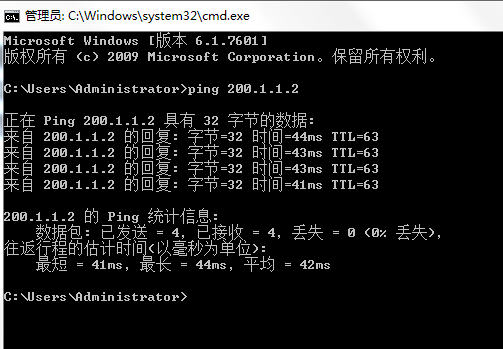 管理员: C:\Windows\system32\cmd.exe
Microsoft Windows [版本 6.1.7601]
版权所有 (c) 2009 Microsoft Corporation。保留所有权利。
C:\Users\Administrator>ping 200.1.1.2
正在 Ping 200.1.1.2 具有 32 字节的数据:
来自 200.1.1.2 的回复: 字节=32 时间=44ms TTL=63
来自 200.1.1.2 的回复: 字节=32 时间=43ms TTL=63
来自 200.1.1.2 的回复: 字节=32 时间=43ms TTL=63
来自 200.1.1.2 的回复: 字节=32 时间=41ms TTL=63
200.1.1.2 的 Ping 统计信息:
数据包: 已发送 = 4，已接收 = 4，丢失 = 0 (0% 丢失)，
往返行程的估计时间(以毫秒为单位):
最短 = 41ms，最长 = 44ms，平均 = 42ms
C:\Users\Administrator>